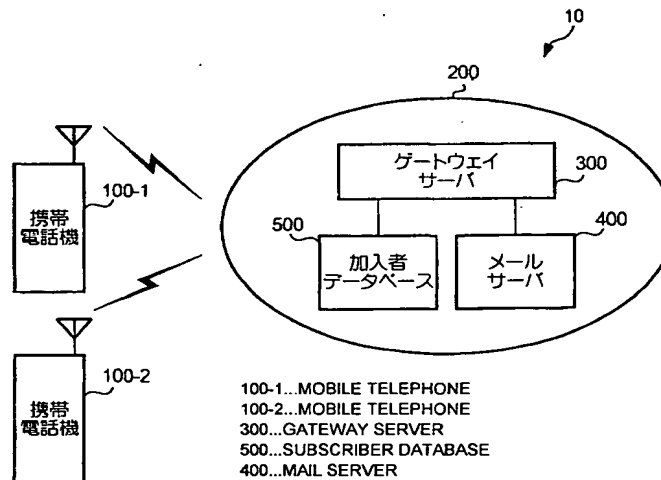 10
200
ゲートウェイ
サーバ
300
100-1
携帯
電話機
500
加入者
データベース
400
メール
サーバ
100-2
携帯
電話機
100-1...MOBILE TELEPHONE
100-2...MOBILE TELEPHONE
300...GATEWAY SERVER
500...SUBSCRIBER DATABASE
400...MAIL SERVER